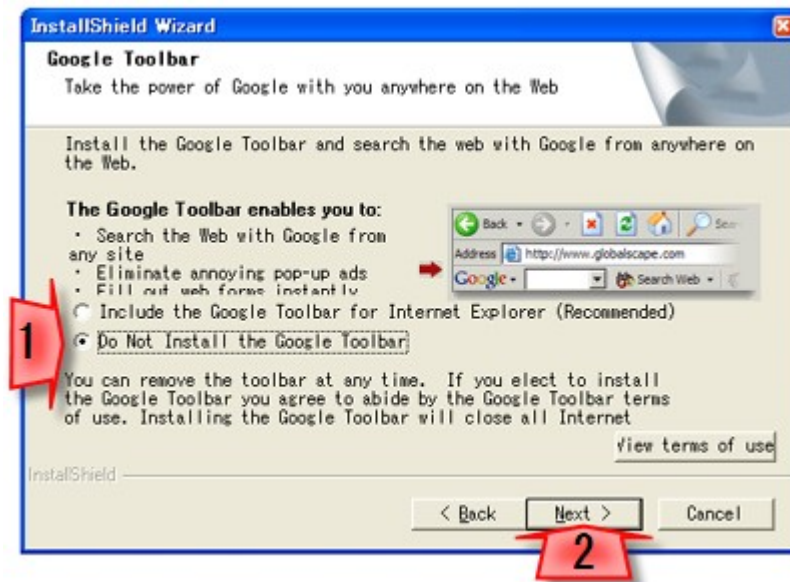 InstallShield Wizard
Google Toolbar
Take the power of Google with you anywhere on the Web
Install the Google Toolbar and search the web with Google from anywhere on
the Web.
The Google Toolbar enables you to:
· Search the Web with Google from
any site
· Eliminate annoying pop-up ads
· Fill out web forms instantly
Back
Address http://www.globalscape.com
Google Search Web
Include the Google Toolbar for Internet Explorer (Recommended)
1
Do Not Install the Google Toolbar
You can remove the toolbar at any time. If you elect to install
the Google Toolbar you agree to abide by the Google Toolbar terms
of use. Installing the Google Toolbar will close all Internet
View terms of use
InstallShield
< Back Next > Cancel
2